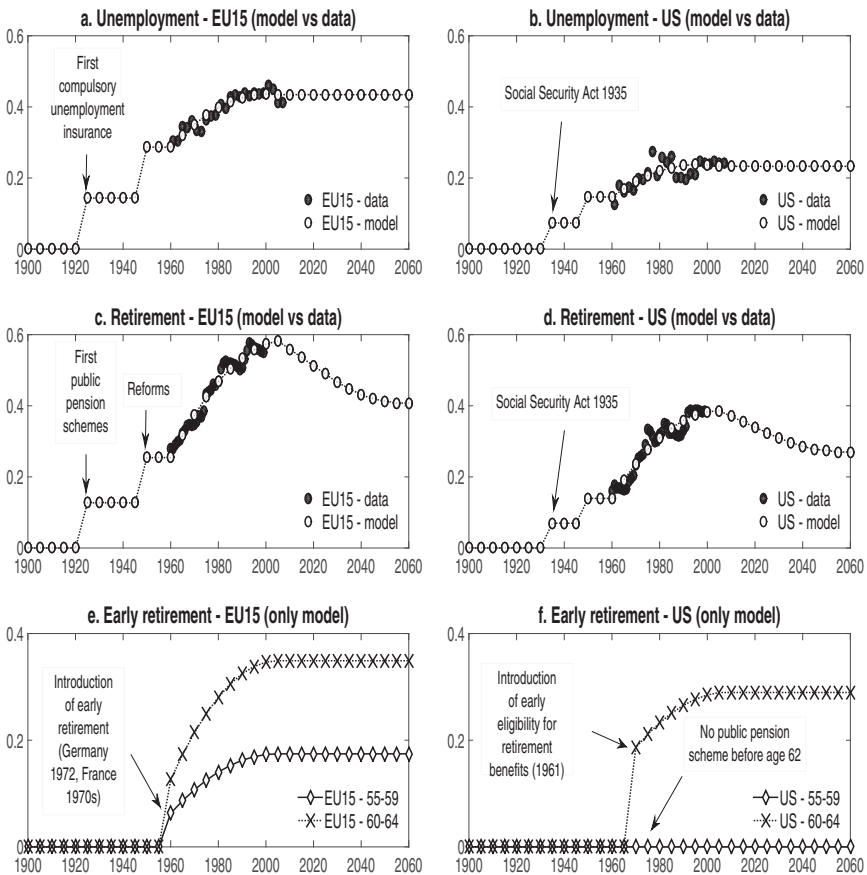 a. Unemployment - EU15 (model vs data)
0.6
0.4
0.2
0
First
compulsory
unemployment
insurance
EU15 - data
EU15 - model
1900 1920 1940 1960 1980 2000 2020 2040 2060
b. Unemployment - US (model vs data)
0.6
0.4
0.2
0
Social Security Act 1935
US - data
US - model
1900 1920 1940 1960 1980 2000 2020 2040 2060
c. Retirement - EU15 (model vs data)
0.6
0.4
0.2
0
First
public
pension
schemes
Reforms
EU15 - data
EU15 - model
1900 1920 1940 1960 1980 2000 2020 2040 2060
d. Retirement - US (model vs data)
0.6
0.4
0.2
0
Social Security Act 1935
US - data
US - model
1900 1920 1940 1960 1980 2000 2020 2040 2060
e. Early retirement - EU15 (only model)
0.4
0.2
0
Introduction
of early
retirement
(Germany
1972, France
1970s)
EU15 - 55-59
EU15 - 60-64
1900 1920 1940 1960 1980 2000 2020 2040 2060
f. Early retirement - US (only model)
0.4
0.2
0
Introduction
of early
eligibility for
retirement
benefits (1961)
No public pension
scheme before age 62
US - 55-59
US - 60-64
1900 1920 1940 1960 1980 2000 2020 2040 2060